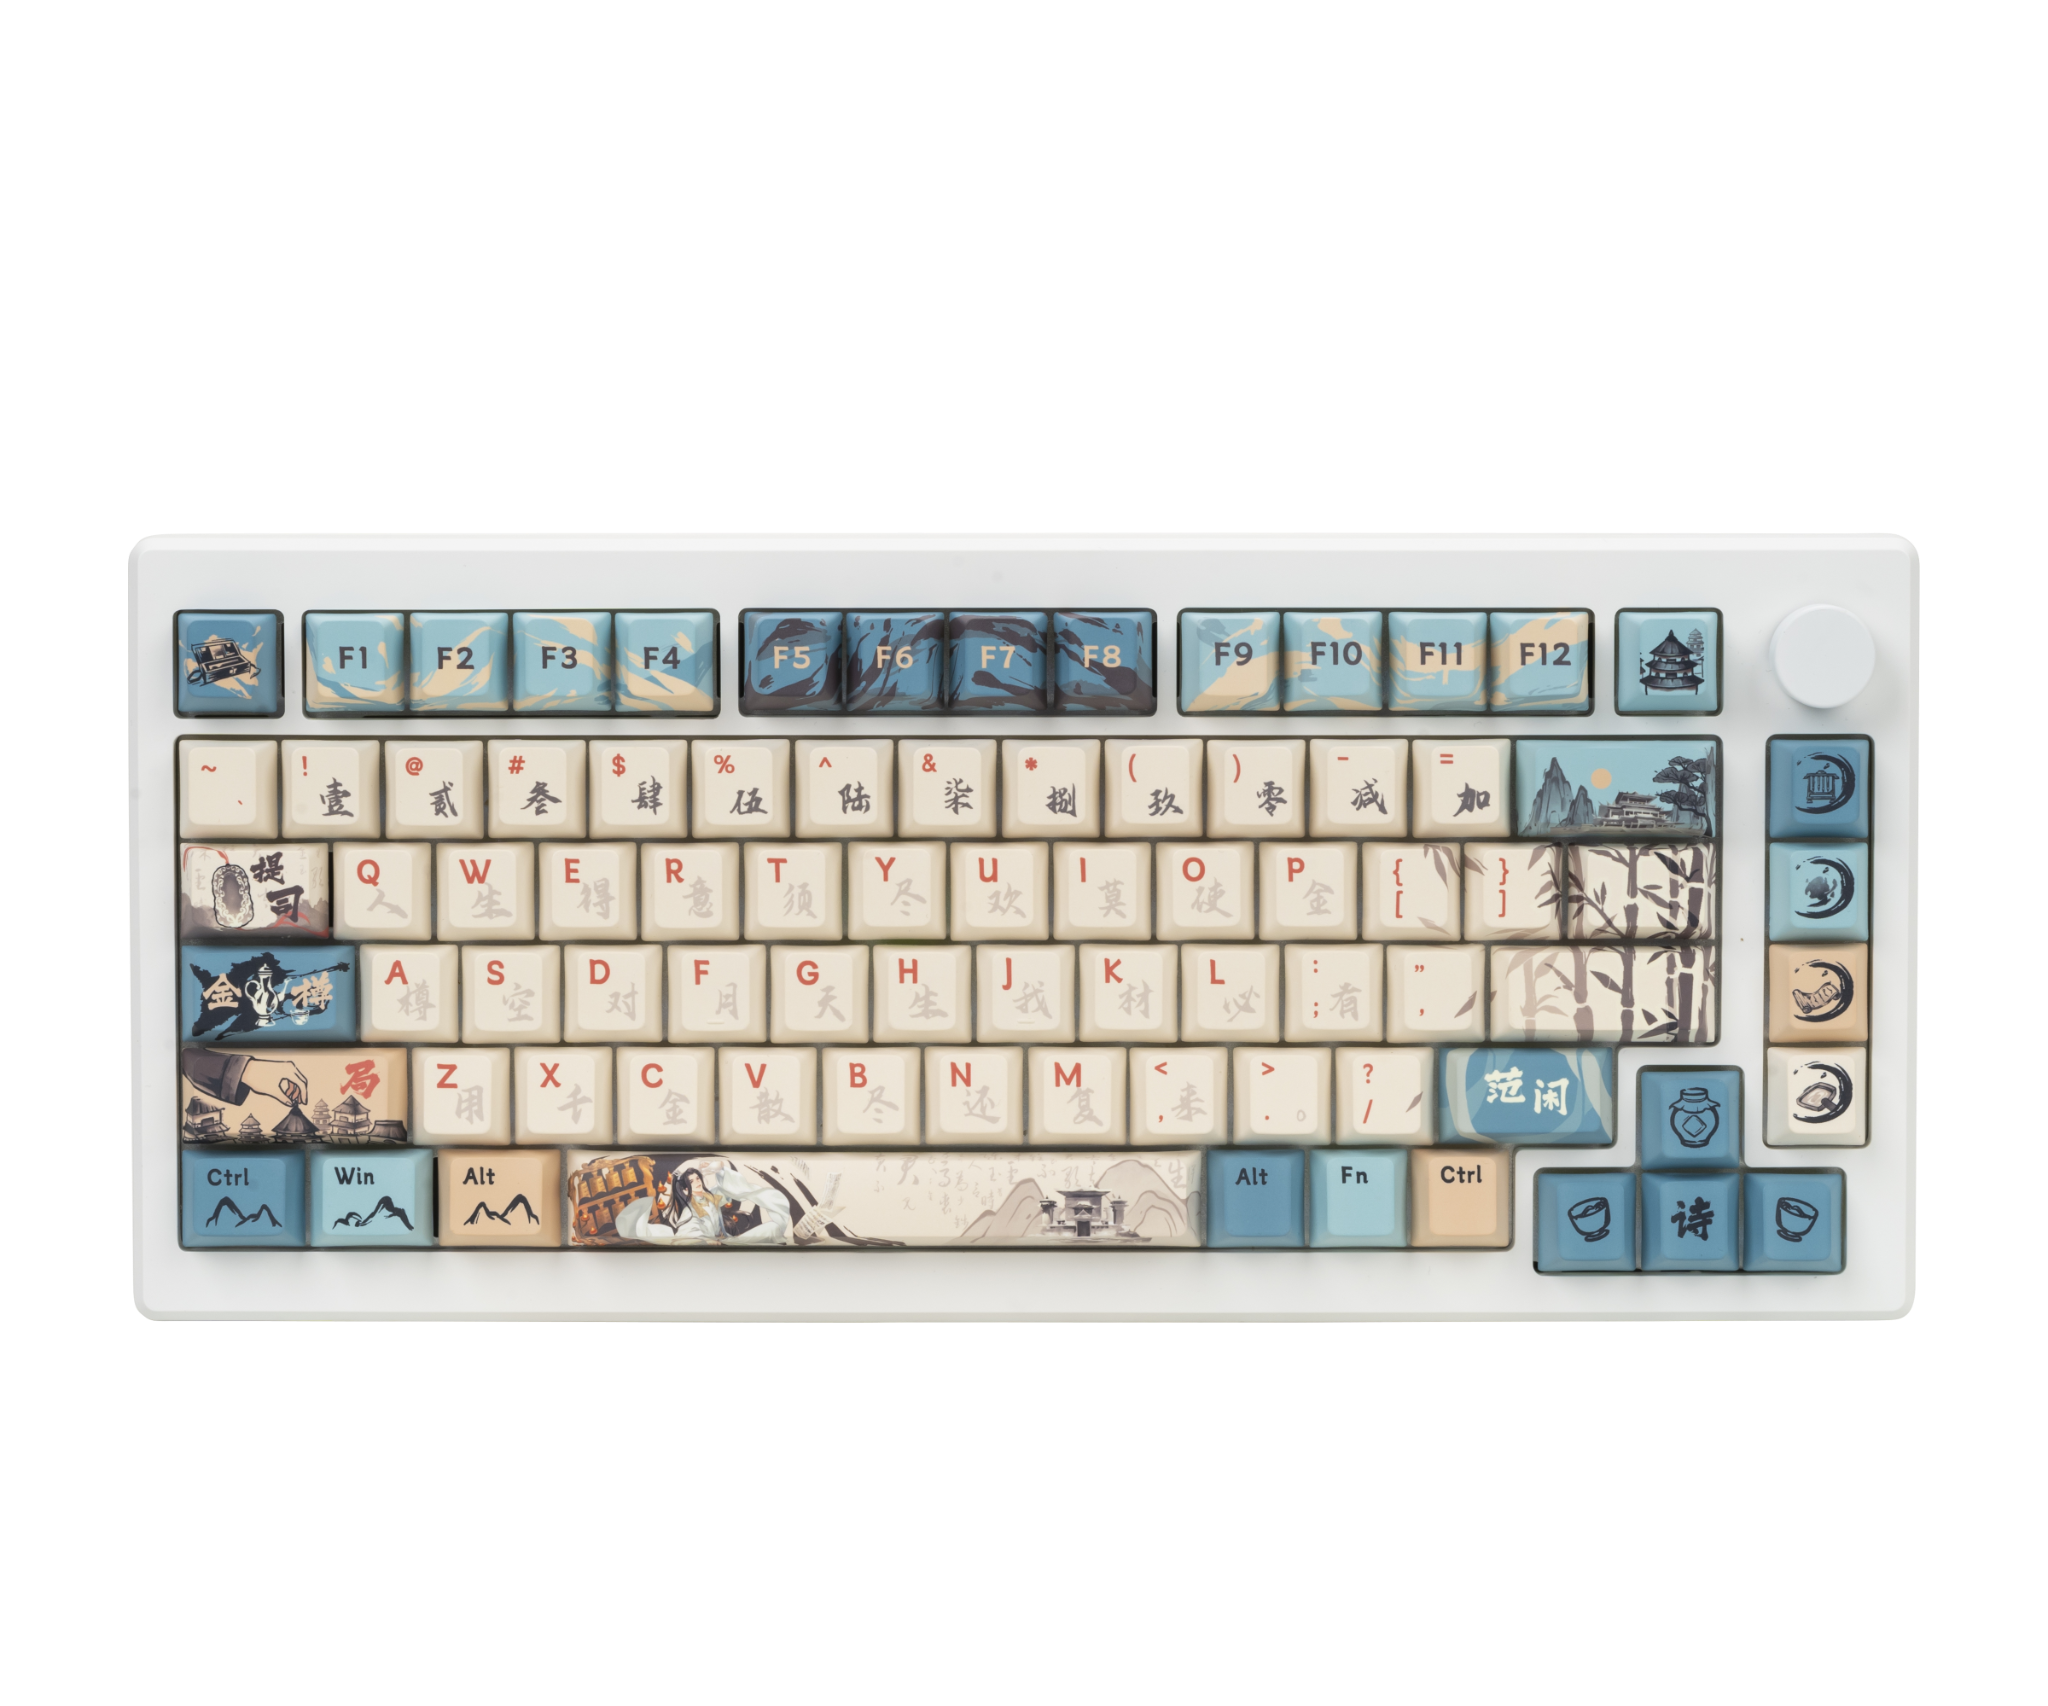 F1 F2 F3 F4 F5 F6 F7 F8 F9 F10 F11 F12
~ ! @ # $ % ^ & * ( ) - =
、 壹 贰 叁 肆 伍 陆 柒 捌 玖 零 减 加
提司 Q W E R T Y U I O P { }
人 生 得 意 须 尽 欢 莫 使 金 [ ]
金樽 A S D F G H J K L : ”
樽 空 对 月 天 生 我 材 必 ; 有 ,
局 Z X C V B N M < > ? 范闲
用 千 金 散 尽 还 复 , 来 . 。 /
Ctrl Win Alt Alt Fn Ctrl
诗